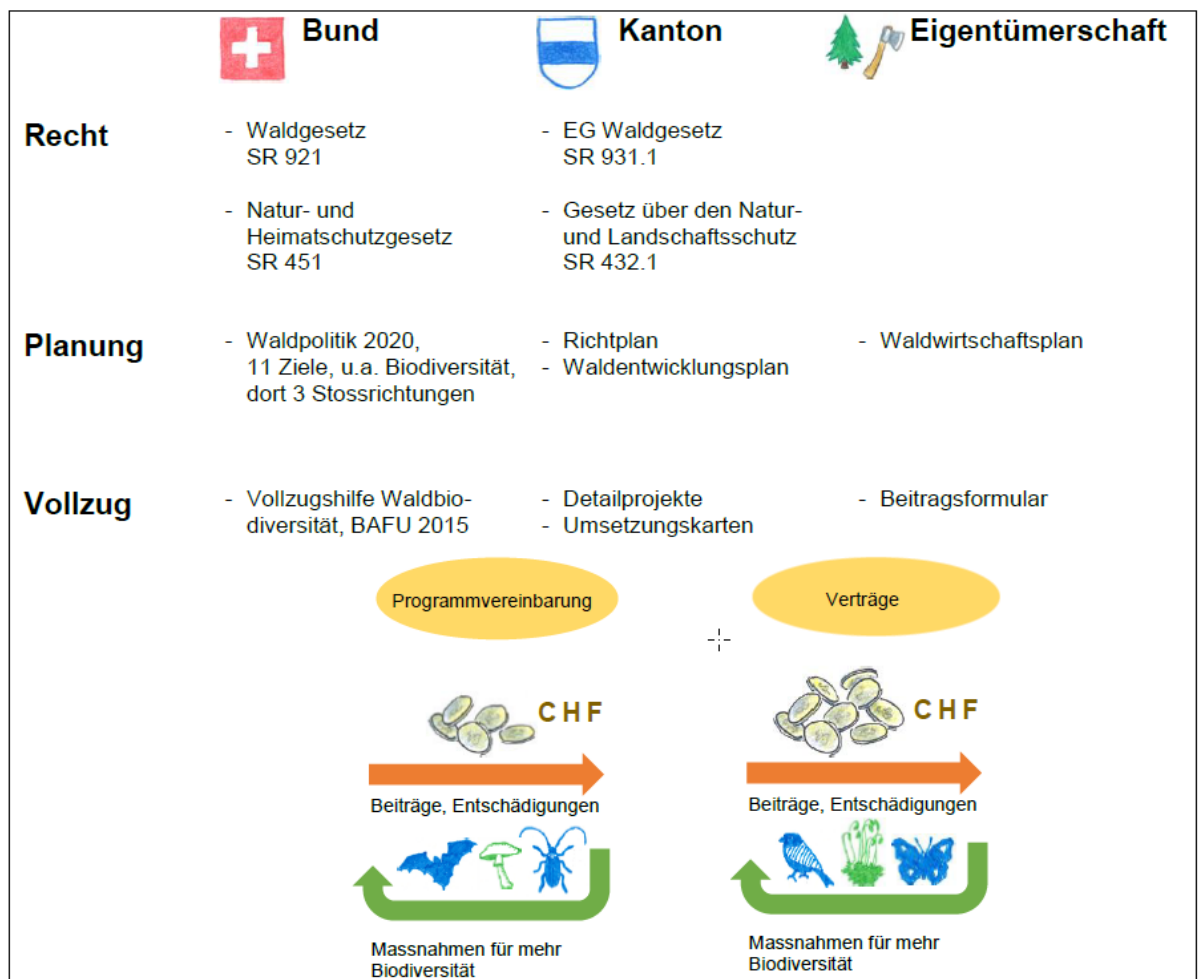 Bund Kanton Eigentümerschaft
Recht
- Waldgesetz
SR 921
- Natur- und
Heimatschutzgesetz
SR 451
- EG Waldgesetz
SR 931.1
- Gesetz über den Natur-
und Landschaftsschutz
SR 432.1
Planung
- Waldpolitik 2020,
11 Ziele, u.a. Biodiversität,
dort 3 Stossrichtungen
- Richtplan
- Waldentwicklungsplan
- Waldwirtschaftsplan
Vollzug
- Vollzugshilfe Waldbio-
diversität, BAFU 2015
- Detailprojekte
- Umsetzungskarten
- Beitragsformular
Programmvereinbarung
Verträge
CHF
CHF
Beiträge, Entschädigungen
Beiträge, Entschädigungen
Massnahmen für mehr
Biodiversität
Massnahmen für mehr
Biodiversität